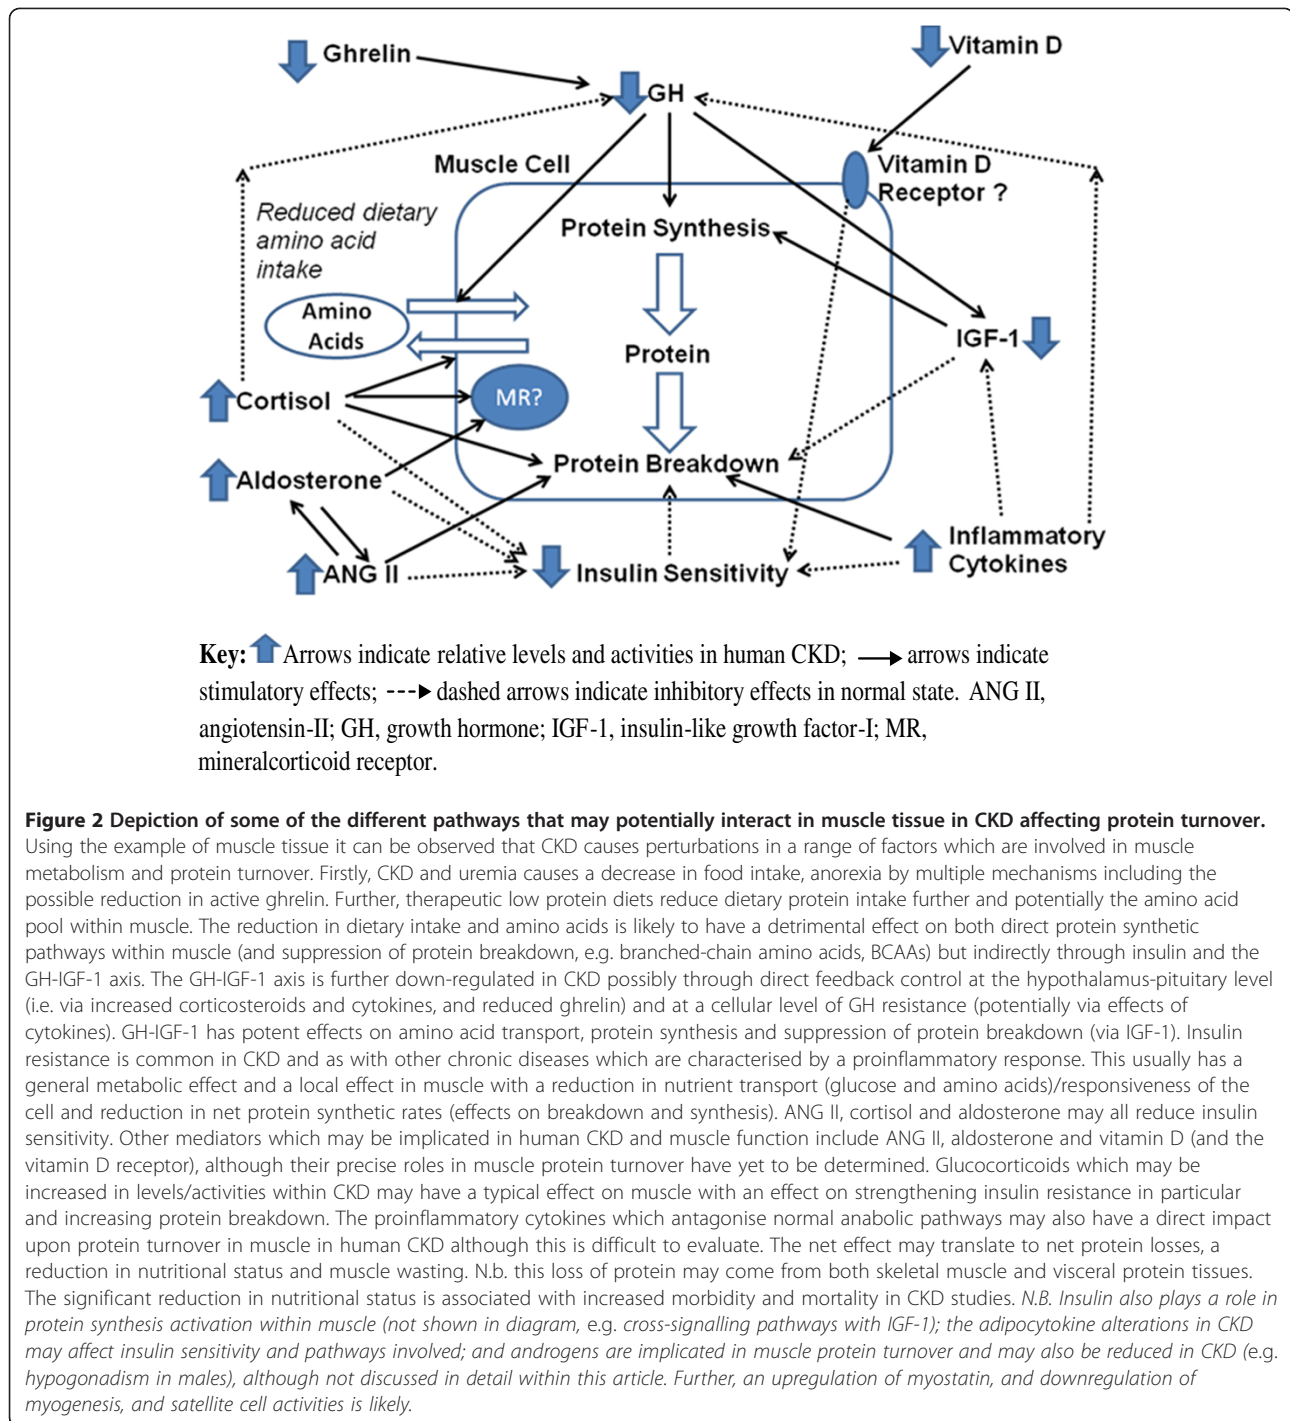 Ghrelin
Vitamin D
GH
Muscle Cell
Vitamin D
Receptor ?
Reduced dietary
amino acid
intake
Protein Synthesis
Amino
Acids
IGF-1
Protein
Cortisol
MR?
Protein Breakdown
Aldosterone
Inflammatory
Cytokines
ANG II
Insulin Sensitivity
Key: Arrows indicate relative levels and activities in human CKD; arrows indicate
stimulatory effects; dashed arrows indicate inhibitory effects in normal state. ANG II,
angiotensin-II; GH, growth hormone; IGF-1, insulin-like growth factor-I; MR,
mineralcorticoid receptor.
Figure 2 Depiction of some of the different pathways that may potentially interact in muscle tissue in CKD affecting protein turnover.
Using the example of muscle tissue it can be observed that CKD causes perturbations in a range of factors which are involved in muscle
metabolism and protein turnover. Firstly, CKD and uremia causes a decrease in food intake, anorexia by multiple mechanisms including the
possible reduction in active ghrelin. Further, therapeutic low protein diets reduce dietary protein intake further and potentially the amino acid
pool within muscle. The reduction in dietary intake and amino acids is likely to have a detrimental effect on both direct protein synthetic
pathways within muscle (and suppression of protein breakdown, e.g. branched-chain amino acids, BCAAs) but indirectly through insulin and the
GH-IGF-1 axis. The GH-IGF-1 axis is further down-regulated in CKD possibly through direct feedback control at the hypothalamus-pituitary level
(i.e. via increased corticosteroids and cytokines, and reduced ghrelin) and at a cellular level of GH resistance (potentially via effects of
cytokines). GH-IGF-1 has potent effects on amino acid transport, protein synthesis and suppression of protein breakdown (via IGF-1). Insulin
resistance is common in CKD and as with other chronic diseases which are characterised by a proinflammatory response. This usually has a
general metabolic effect and a local effect in muscle with a reduction in nutrient transport (glucose and amino acids)/responsiveness of the
cell and reduction in net protein synthetic rates (effects on breakdown and synthesis). ANG II, cortisol and aldosterone may all reduce insulin
sensitivity. Other mediators which may be implicated in human CKD and muscle function include ANG II, aldosterone and vitamin D (and the
vitamin D receptor), although their precise roles in muscle protein turnover have yet to be determined. Glucocorticoids which may be
increased in levels/activities within CKD may have a typical effect on muscle with an effect on strengthening insulin resistance in particular
and increasing protein breakdown. The proinflammatory cytokines which antagonise normal anabolic pathways may also have a direct impact
upon protein turnover in muscle in human CKD although this is difficult to evaluate. The net effect may translate to net protein losses, a
reduction in nutritional status and muscle wasting. N.b. this loss of protein may come from both skeletal muscle and visceral protein tissues.
The significant reduction in nutritional status is associated with increased morbidity and mortality in CKD studies. N.B. Insulin also plays a role in
protein synthesis activation within muscle (not shown in diagram, e.g. cross-signalling pathways with IGF-1); the adipocytokine alterations in CKD
may affect insulin sensitivity and pathways involved; and androgens are implicated in muscle protein turnover and may also be reduced in CKD (e.g.
hypogonadism in males), although not discussed in detail within this article. Further, an upregulation of myostatin, and downregulation of
myogenesis, and satellite cell activities is likely.